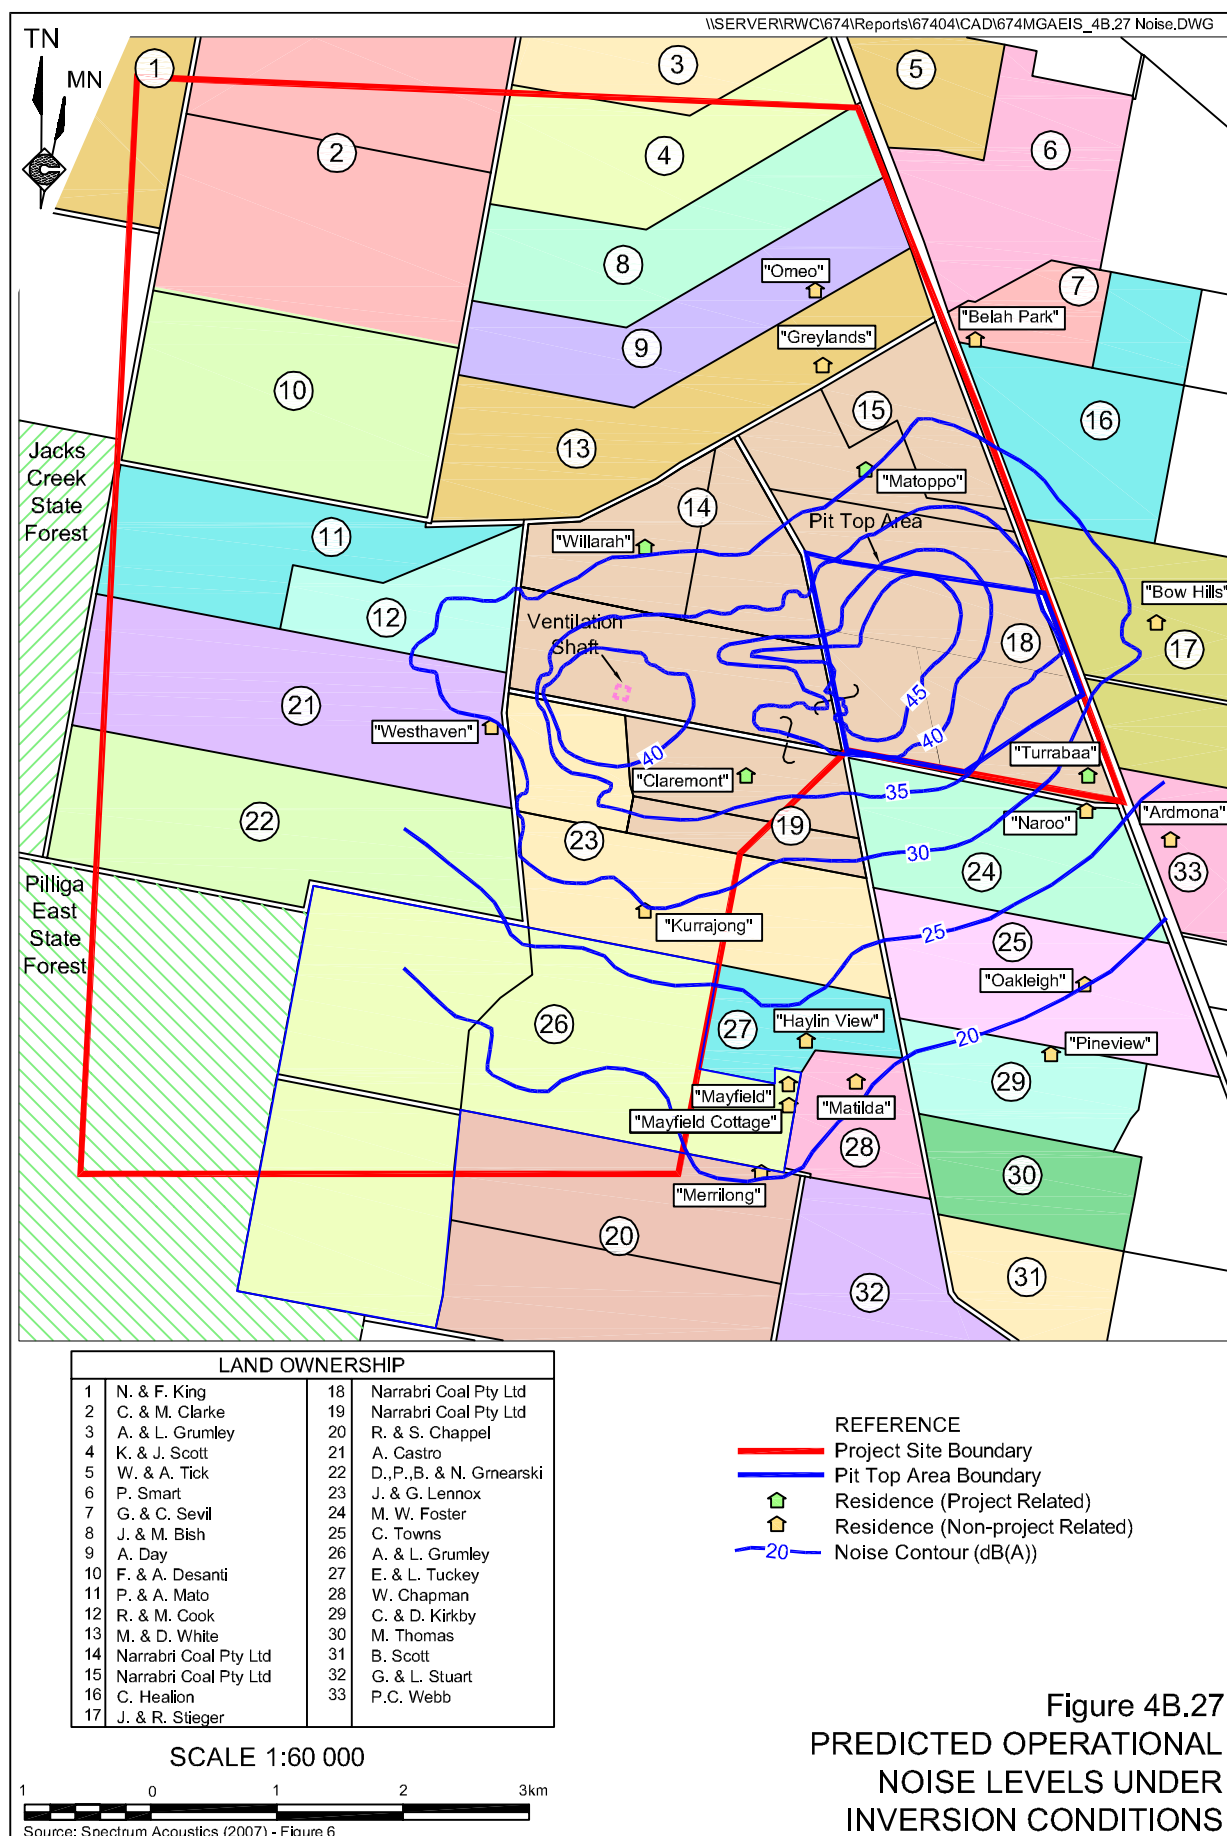 \\SERVER\RWC\674\Reports\67404\CAD\674MGAEIS_4B.27 Noise.DWG
TN
MN
1
2
3
4
5
6
7
8
9
10
11
12
13
14
15
16
17
18
19
20
21
22
23
24
25
26
27
28
29
30
31
32
33
"Omeo"
"Greylands"
"Belah Park"
Jacks
Creek
State
Forest
"Matoppo"
Pit Top Area
"Willarah"
"Bow Hills"
Ventilation
Shaft
"Westhaven"
45
40
40
"Turrabaa"
"Claremont"
35
"Naroo"
"Ardmona"
30
Pilliga
East
State
Forest
"Kurrajong"
25
"Oakleigh"
"Haylin View"
20
"Pineview"
"Mayfield"
"Matilda"
"Mayfield Cottage"
"Merrilong"
LAND OWNERSHIP
1 N. & F. King
2 C. & M. Clarke
3 A. & L. Grumley
4 K. & J. Scott
5 W. & A. Tick
6 P. Smart
7 G. & C. Sevil
8 J. & M. Bish
9 A. Day
10 F. & A. Desanti
11 P. & A. Mato
12 R. & M. Cook
13 M. & D. White
14 Narrabri Coal Pty Ltd
15 Narrabri Coal Pty Ltd
16 C. Healion
17 J. & R. Stieger
18 Narrabri Coal Pty Ltd
19 Narrabri Coal Pty Ltd
20 R. & S. Chappel
21 A. Castro
22 D.,P.,B. & N. Grnearski
23 J. & G. Lennox
24 M. W. Foster
25 C. Towns
26 A. & L. Grumley
27 E. & L. Tuckey
28 W. Chapman
29 C. & D. Kirkby
30 M. Thomas
31 B. Scott
32 G. & L. Stuart
33 P.C. Webb
REFERENCE
Project Site Boundary
Pit Top Area Boundary
Residence (Project Related)
Residence (Non-project Related)
20 Noise Contour (dB(A))
SCALE 1:60 000
1 0 1 2 3km
Source: Spectrum Acoustics (2007) - Figure 6
Figure 4B.27
PREDICTED OPERATIONAL
NOISE LEVELS UNDER
INVERSION CONDITIONS